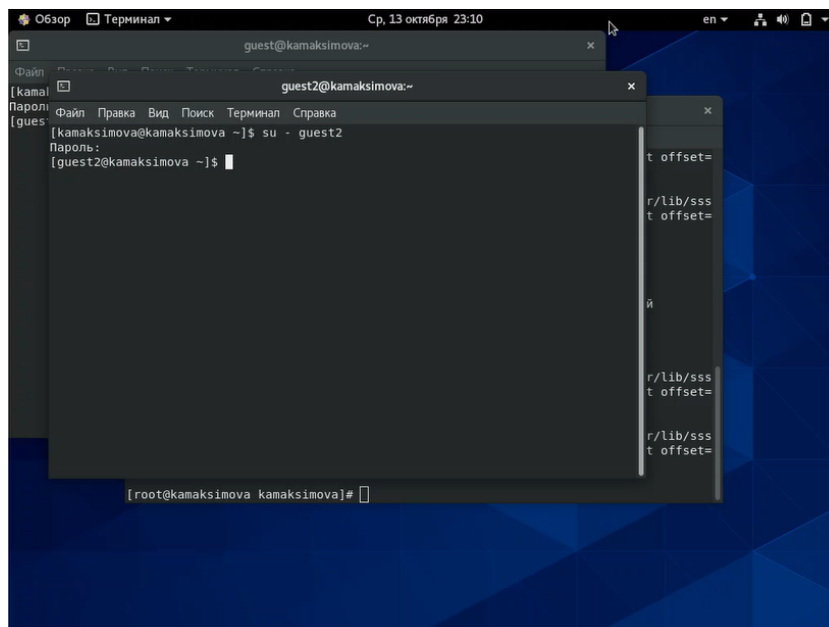 Обзор Терминал Ср, 13 октября 23:10 en
guest@kamaksimova:~
Файл
[kamal
Парол
[gues
guest2@kamaksimova:~
Файл Правка Вид Поиск Терминал Справка
[kamaksimova@kamaksimova ~]$ su - guest2
Пароль:
[guest2@kamaksimova ~]$
t offset=
r/lib/sss
t offset=
й
r/lib/sss
t offset=
r/lib/sss
t offset=
[root@kamaksimova kamaksimova]#